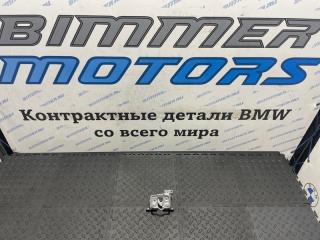 BIMMER
MOTORS
Контрактные детали BMW
со всего мира